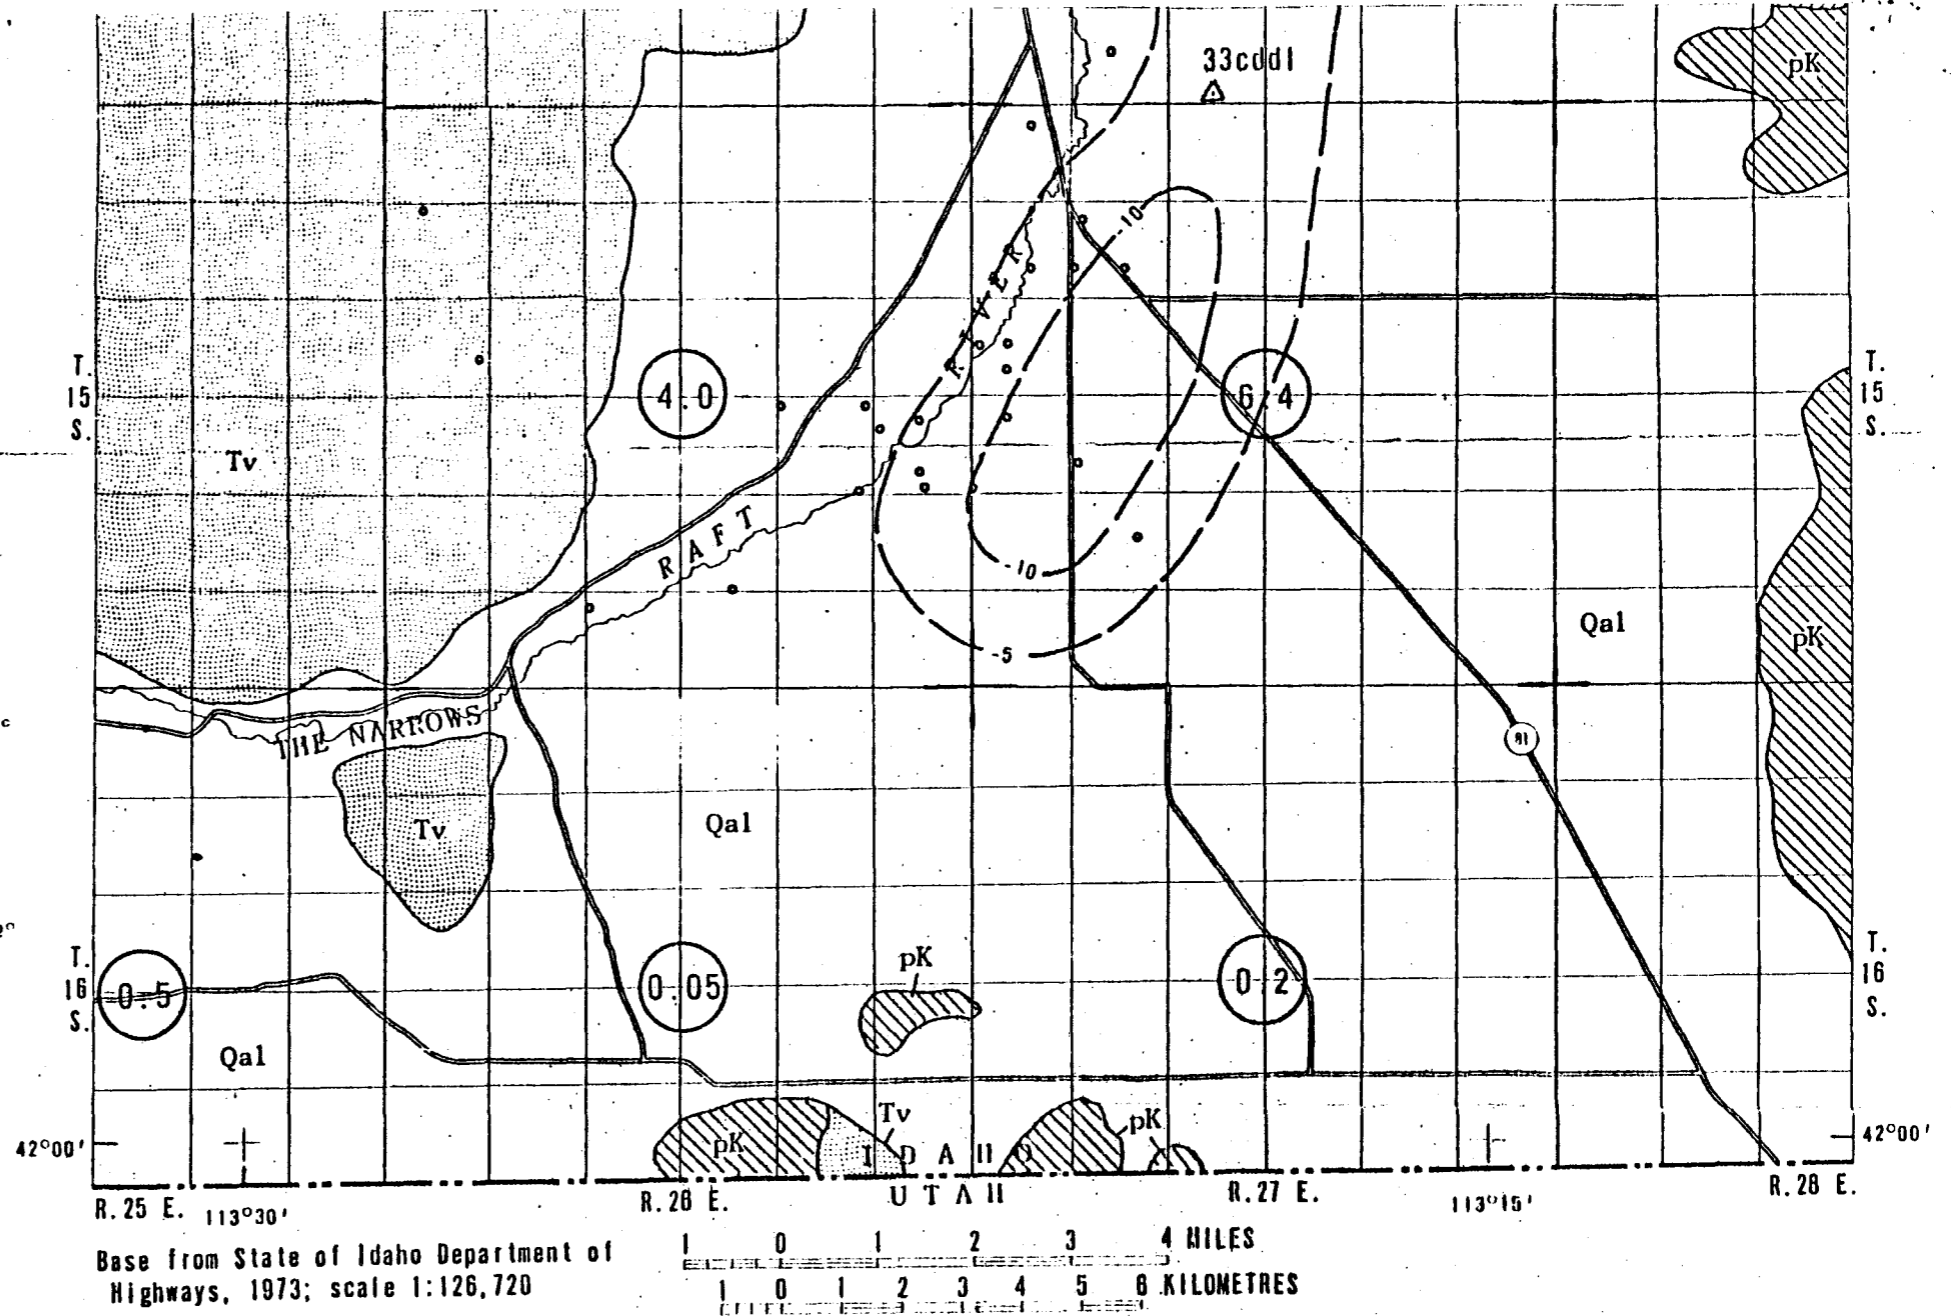 33cdd1
pK
-10
RIVER
T.
15
S.
4.0
6.4
T.
15
S.
Tv
RAFT
-10
Qal
pK
-5
THE NARROWS
81
Tv
Qal
T.
16
S.
0.5
0.05
pK
0.2
T.
16
S.
Qal
Tv
pK
pK
42°00'
IDAHO
42°00'
R.25 E.
113°30'
R.26 E.
UTAH
R.27 E.
113°15'
R.28 E.
Base from State of Idaho Department of
Highways, 1973; scale 1:126,720
1 0 1 2 3 4 MILES
1 0 1 2 3 4 5 6 KILOMETRES